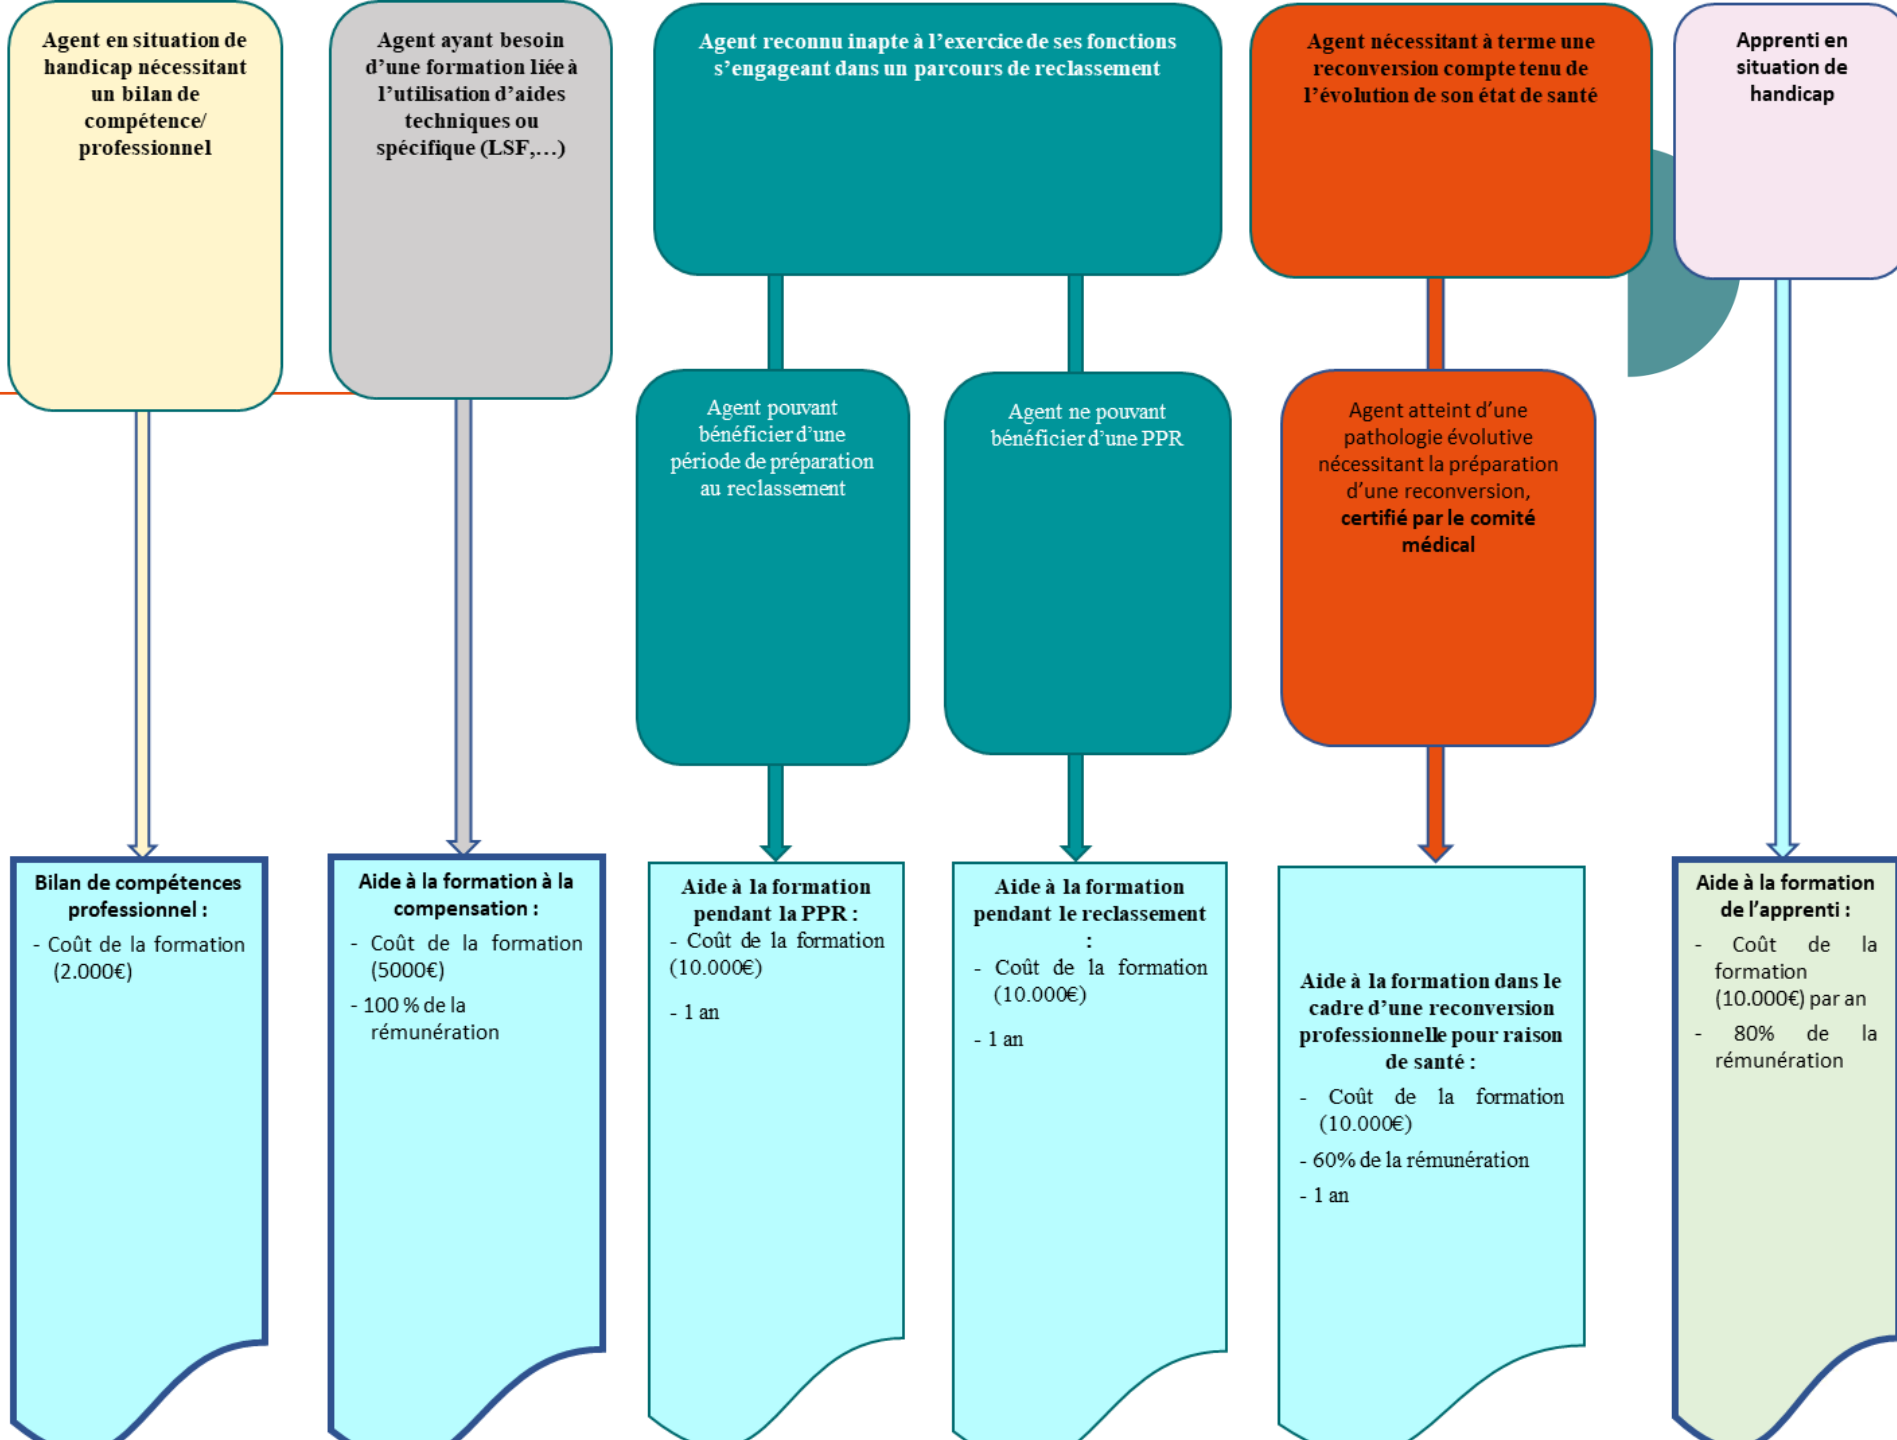 Agent en situation de
handicap nécessitant
un bilan de
compétence/
professionnel
Agent ayant besoin
d’une formation liée à
l’utilisation d’aides
techniques ou
spécifique (LSF,…)
Agent reconnu inapte à l’exercice de ses fonctions
s’engageant dans un parcours de reclassement
Agent nécessitant à terme une
reconversion compte tenu de
l’évolution de son état de santé
Apprenti en
situation de
handicap
Agent pouvant
bénéficier d’une
période de préparation
au reclassement
Agent ne pouvant
bénéficier d’une PPR
Agent atteint d’une
pathologie évolutive
nécessitant la préparation
d’une reconversion,
certifié par le comité
médical
Bilan de compétences
professionnel :
- Coût de la formation
(2.000€)
Aide à la formation à la
compensation :
- Coût de la formation
(5000€)
- 100 % de la
rémunération
Aide à la formation
pendant la PPR :
- Coût de la formation
(10.000€)
- 1 an
Aide à la formation
pendant le reclassement
:
- Coût de la formation
(10.000€)
- 1 an
Aide à la formation dans le
cadre d’une reconversion
professionnelle pour raison
de santé :
- Coût de la formation
(10.000€)
- 60% de la rémunération
- 1 an
Aide à la formation
de l’apprenti :
- Coût de la
formation
(10.000€) par an
- 80% de la
rémunération